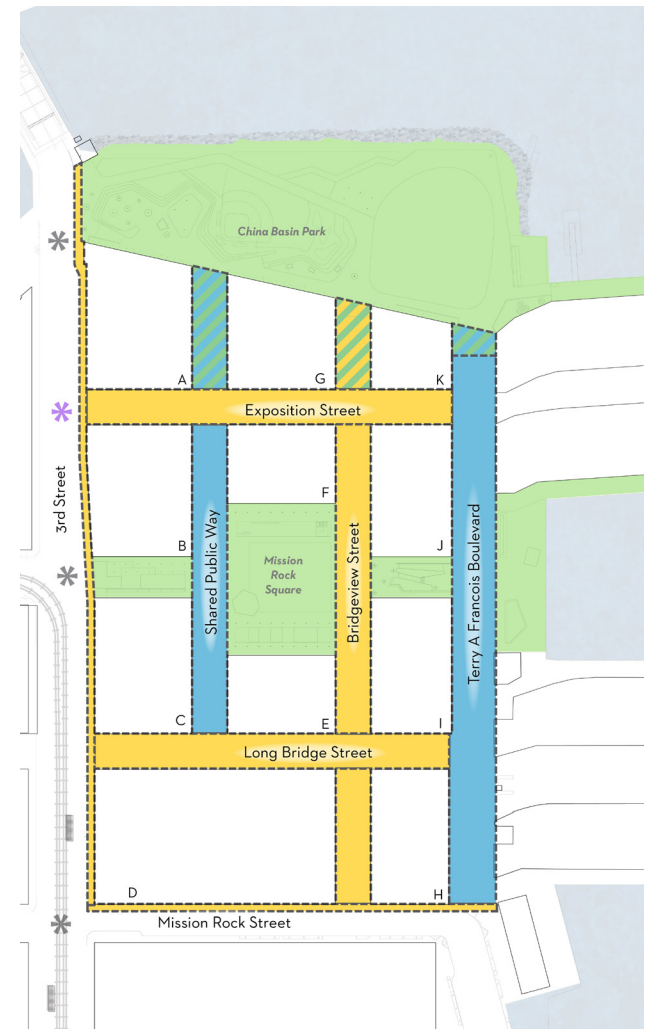 China Basin Park
A
G
K
Exposition Street
3rd Street
F
B
J
Shared Public Way
Mission
Rock
Square
Bridgeview Street
Terry A Francois Boulevard
C
E
I
Long Bridge Street
D
H
Mission Rock Street